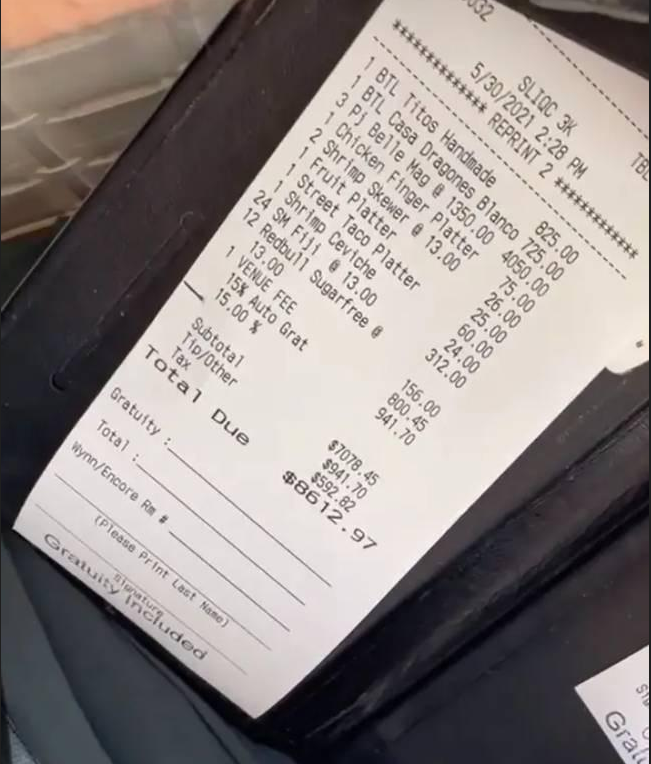 032
SLIQC 3K TBL
5/30/2021 2:28 PM
************* REPRINT 2 *************
1 BTL Titos Handmade 825.00
1 BTL Casa Dragones Blanco 725.00
3 Pj Belle Mag @ 1350.00 4050.00
1 Chicken Finger Platter 75.00
2 Shrimp Skewer @ 13.00 26.00
1 Fruit Platter 25.00
1 Street Taco Platter 60.00
1 Shrimp Ceviche 24.00
24 SM Fiji @ 13.00 312.00
12 Redbull Sugarfree @
13.00 156.00
1 VENUE FEE 800.45
15% Auto Grat 941.70
15.00 %
Subtotal $7078.45
Tip/Other $941.70
Tax $592.82
Total Due $8612.97
Gratuity :
Total :
Wynn/Encore Rm #
(Please Print Last Name)
Signature
Gratuity Included